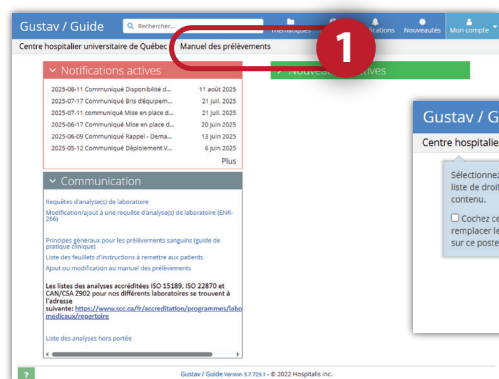 Gustav / Guide
Rechercher...
Nouveautés
Mon compte
Centre hospitalier universitaire de Québec
Manuel des prélèvements
1
Notifications actives
2025-08-11 Communiqué Disponibilité d... 11 août 2025
2025-07-17 Communiqué Bris d'équipem... 21 juil. 2025
2025-07-11 communiqué Mise en place d... 21 juil. 2025
2025-06-17 Communiqué Mise en place d... 20 juin 2025
2025-06-09 Communiqué Rappel - Dema... 13 juin 2025
2025-05-12 Communiqué Déploiement V... 6 juin 2025
Plus
Communication
Requêtes d'analyse(s) de laboratoire
Modification/ajout à une requête d'analyse(s) de laboratoire (ENR-
266)
Principes généraux pour les prélèvements sanguins (guide de
pratique clinique)
Liste des feuillets d'instructions à remettre aux patients
Ajout ou modification au manuel des prélèvements
Les listes des analyses accréditées ISO 15189, ISO 22870 et
CAN/CSA Z902 pour nos différents laboratoires se trouvent à
l'adresse
suivante: https://www.scc.ca/fr/accreditation/programmes/labo
medicaux/repertoire
Liste des analyses hors portée
Gustav / G
Centre hospitalie
Sélectionnez
liste de droit
contenu.
Cochez ce
remplacer le
sur ce poste
?
Gustav / Guide Version 3.7.729.1 - © 2022 Hospitalis inc.